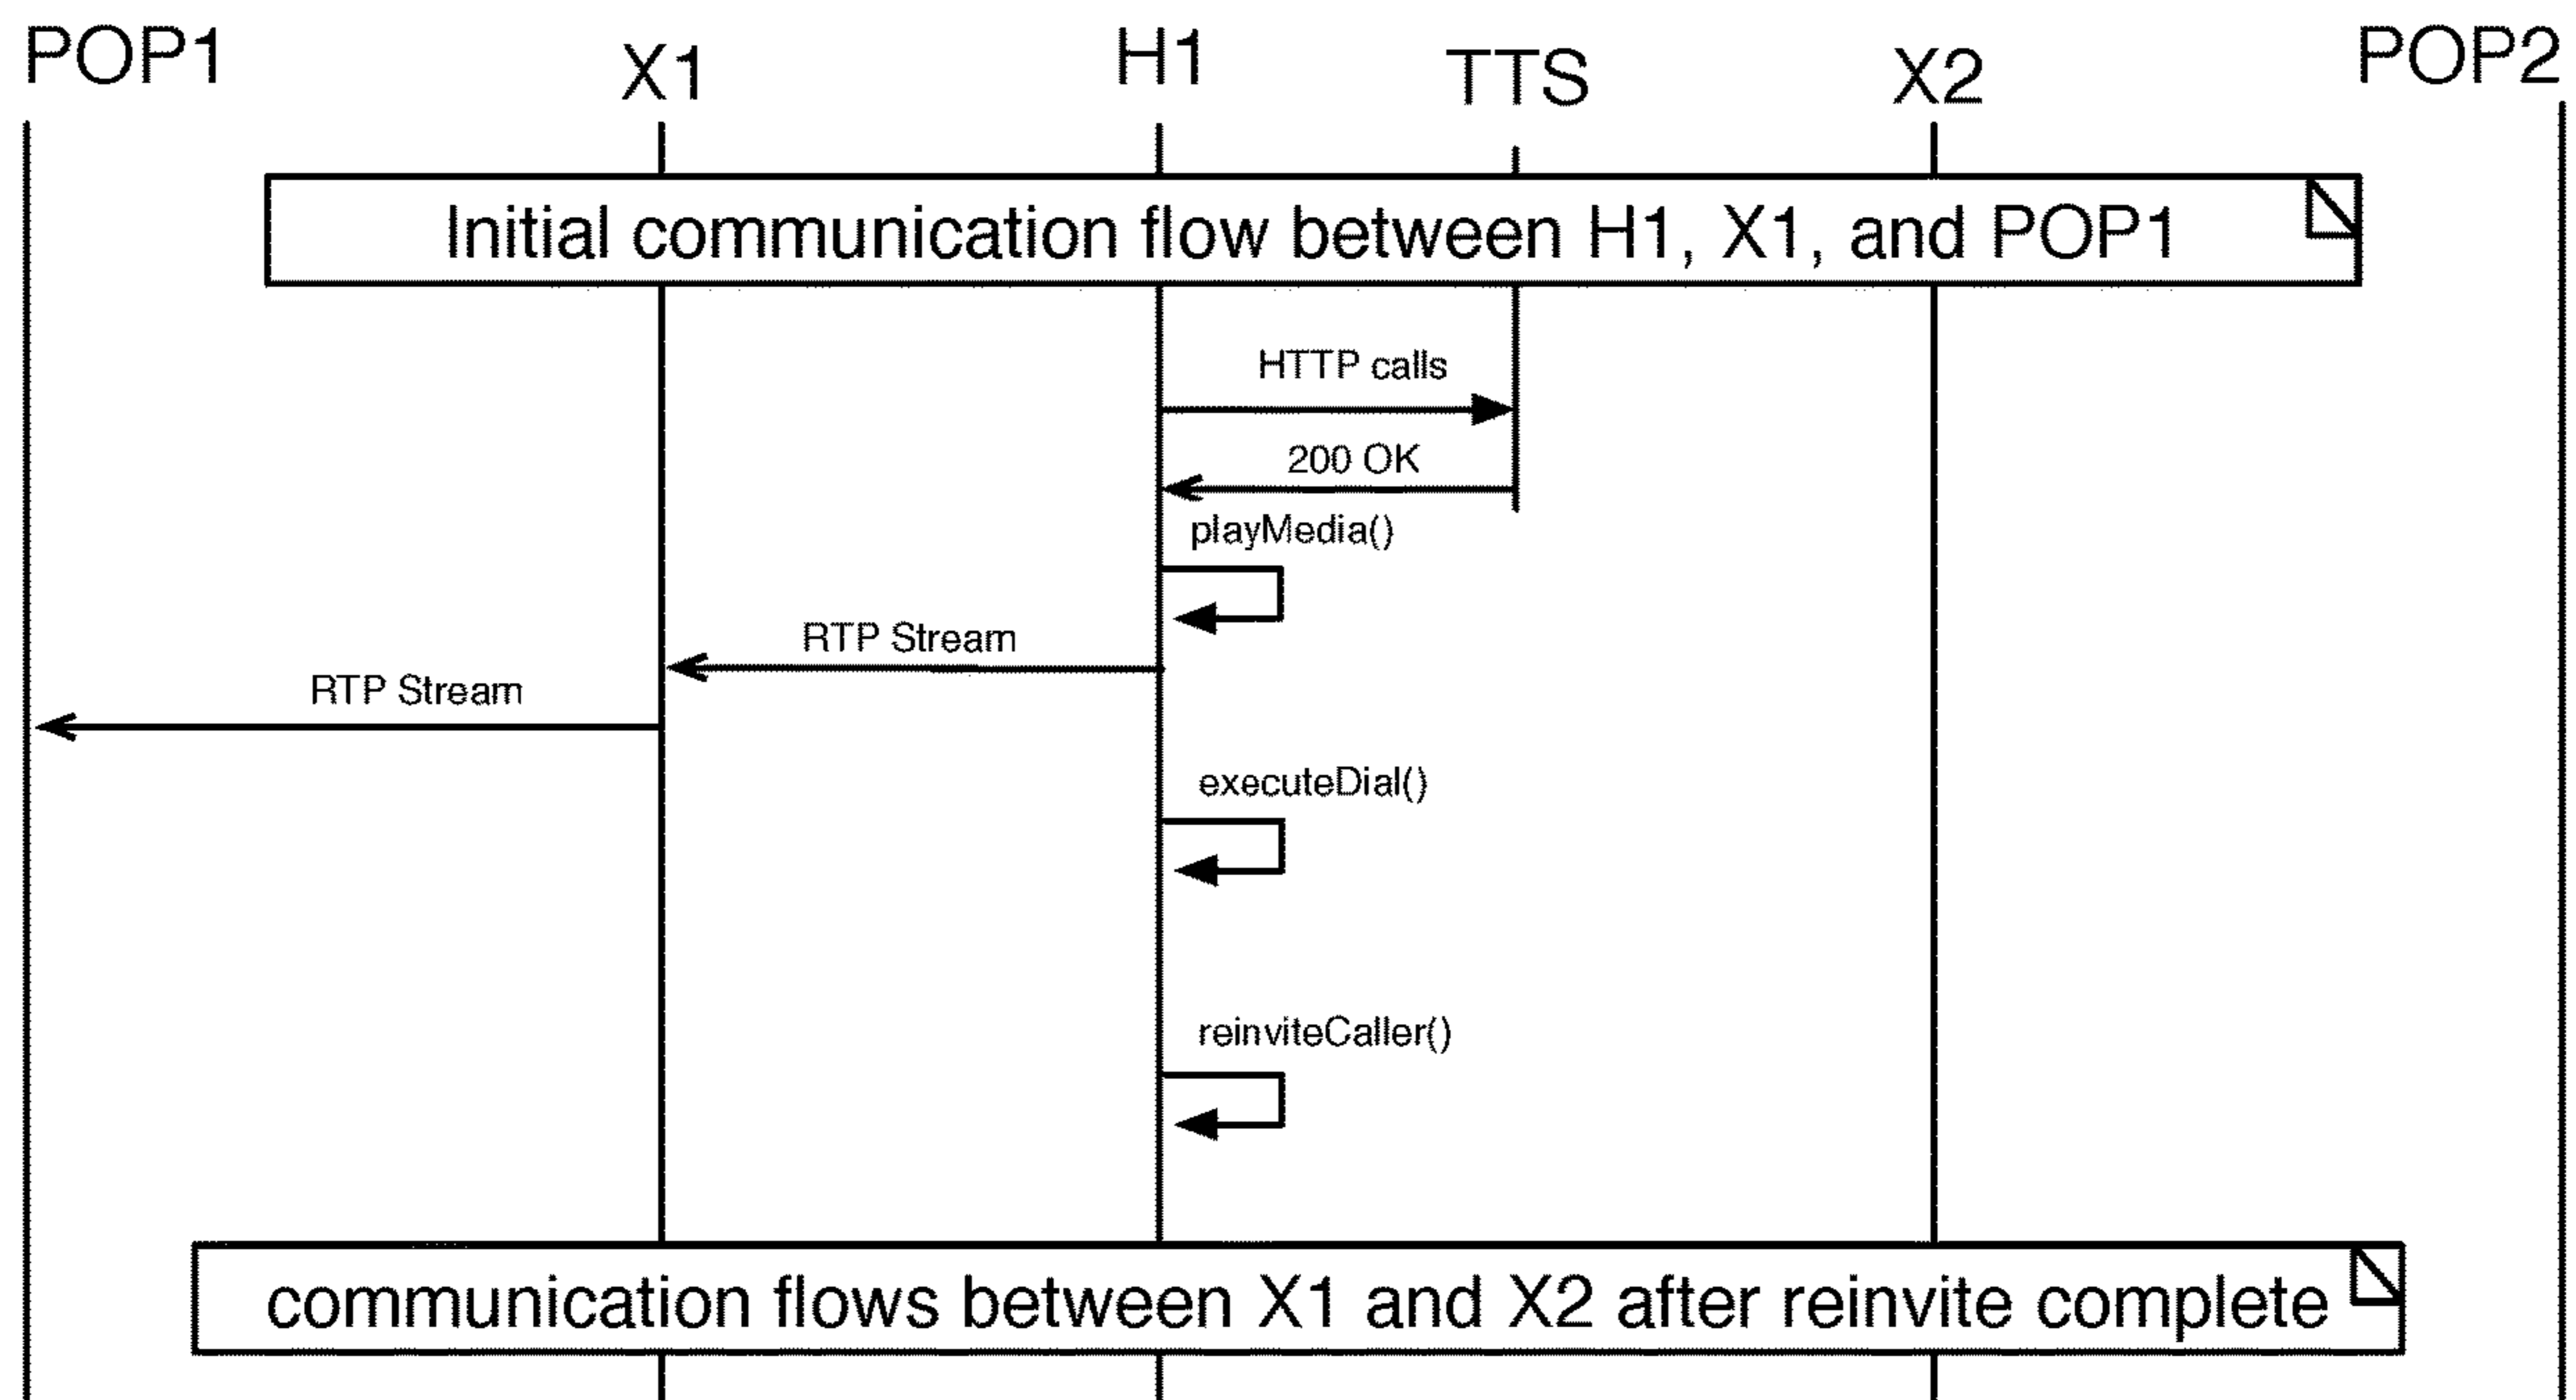 POP1
X1
H1
TTS
X2
POP2
Initial communication flow between H1, X1, and POP1
HTTP calls
200 OK
playMedia()
RTP Stream
RTP Stream
executeDial()
reinviteCaller()
communication flows between X1 and X2 after reinvite complete